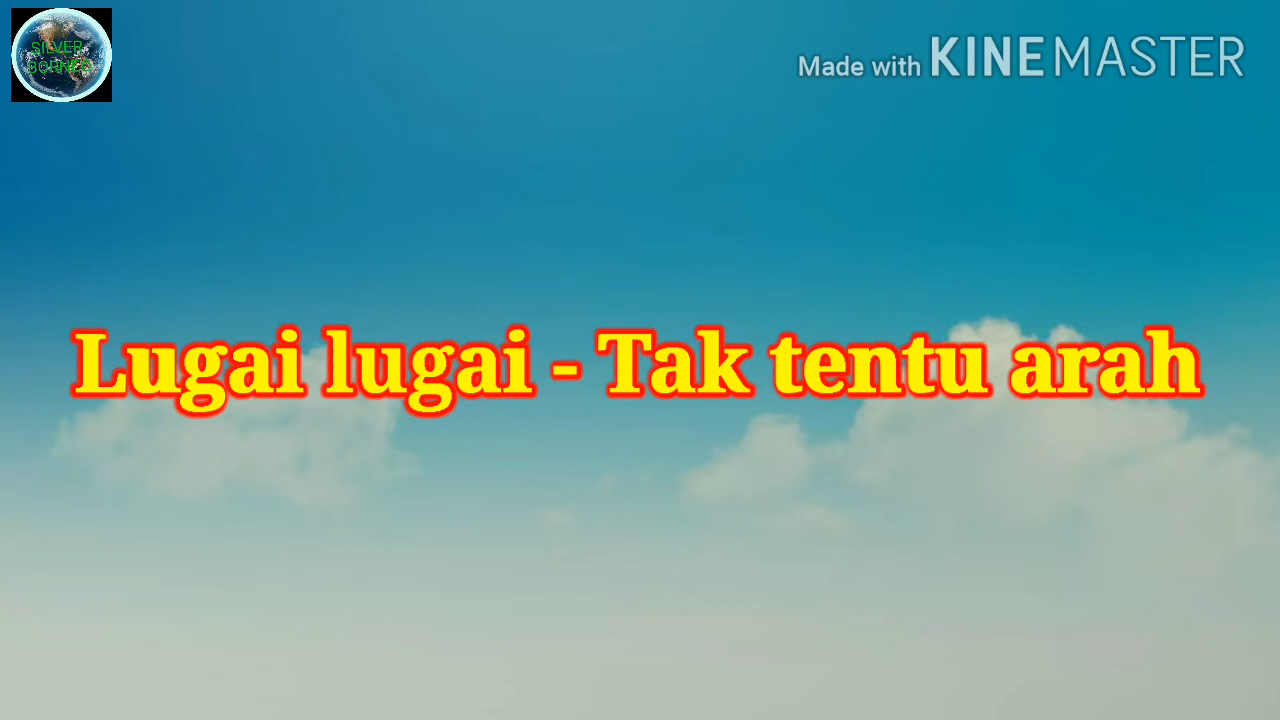 SILVER
BORNEO
Made with KINEMASTER
Lugai lugai - Tak tentu arah